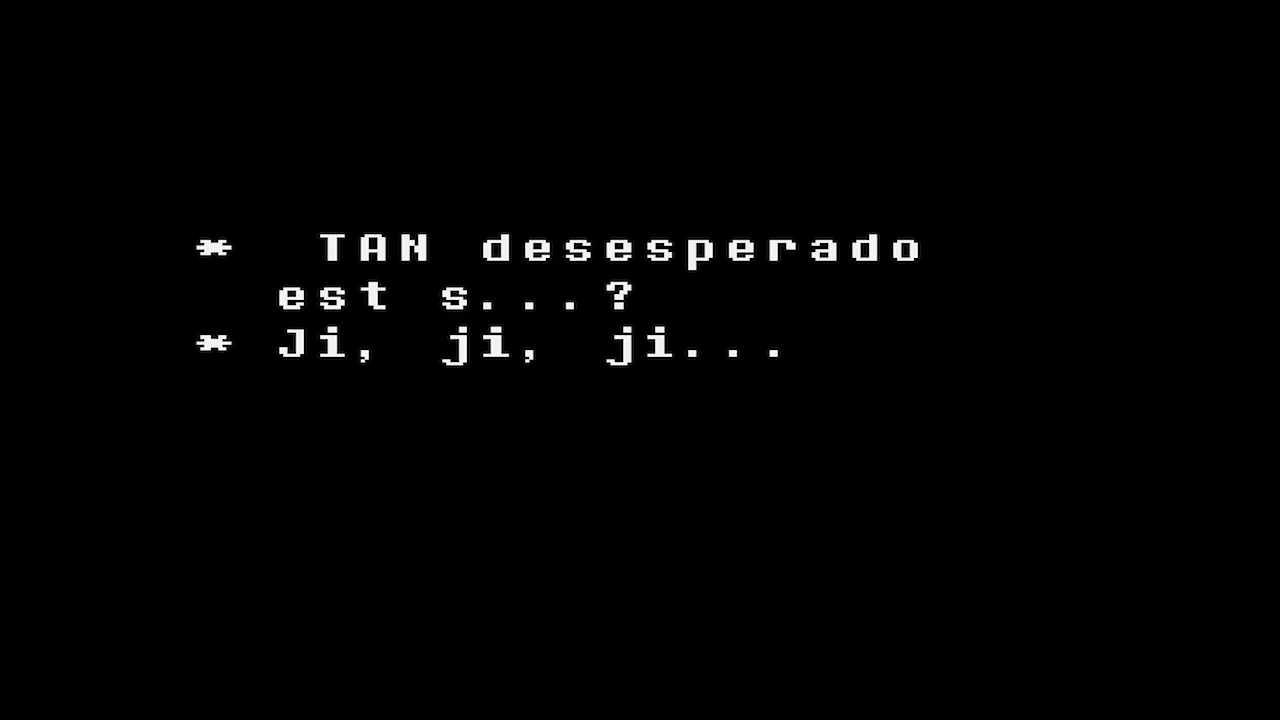 * TAN desesperado
est s...?
* Ji, ji, ji...